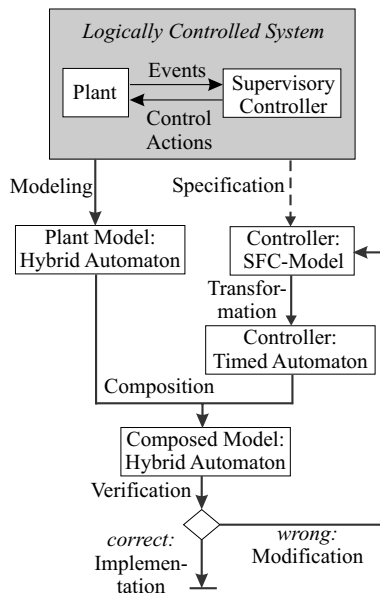 Logically Controlled System
Events
Plant
Supervisory
Controller
Control
Actions
Modeling
Specification
Plant Model:
Hybrid Automaton
Controller:
SFC-Model
Transfor-
mation
Controller:
Timed Automaton
Composition
Composed Model:
Hybrid Automaton
Verification
correct:
Implemen-
tation
wrong:
Modification